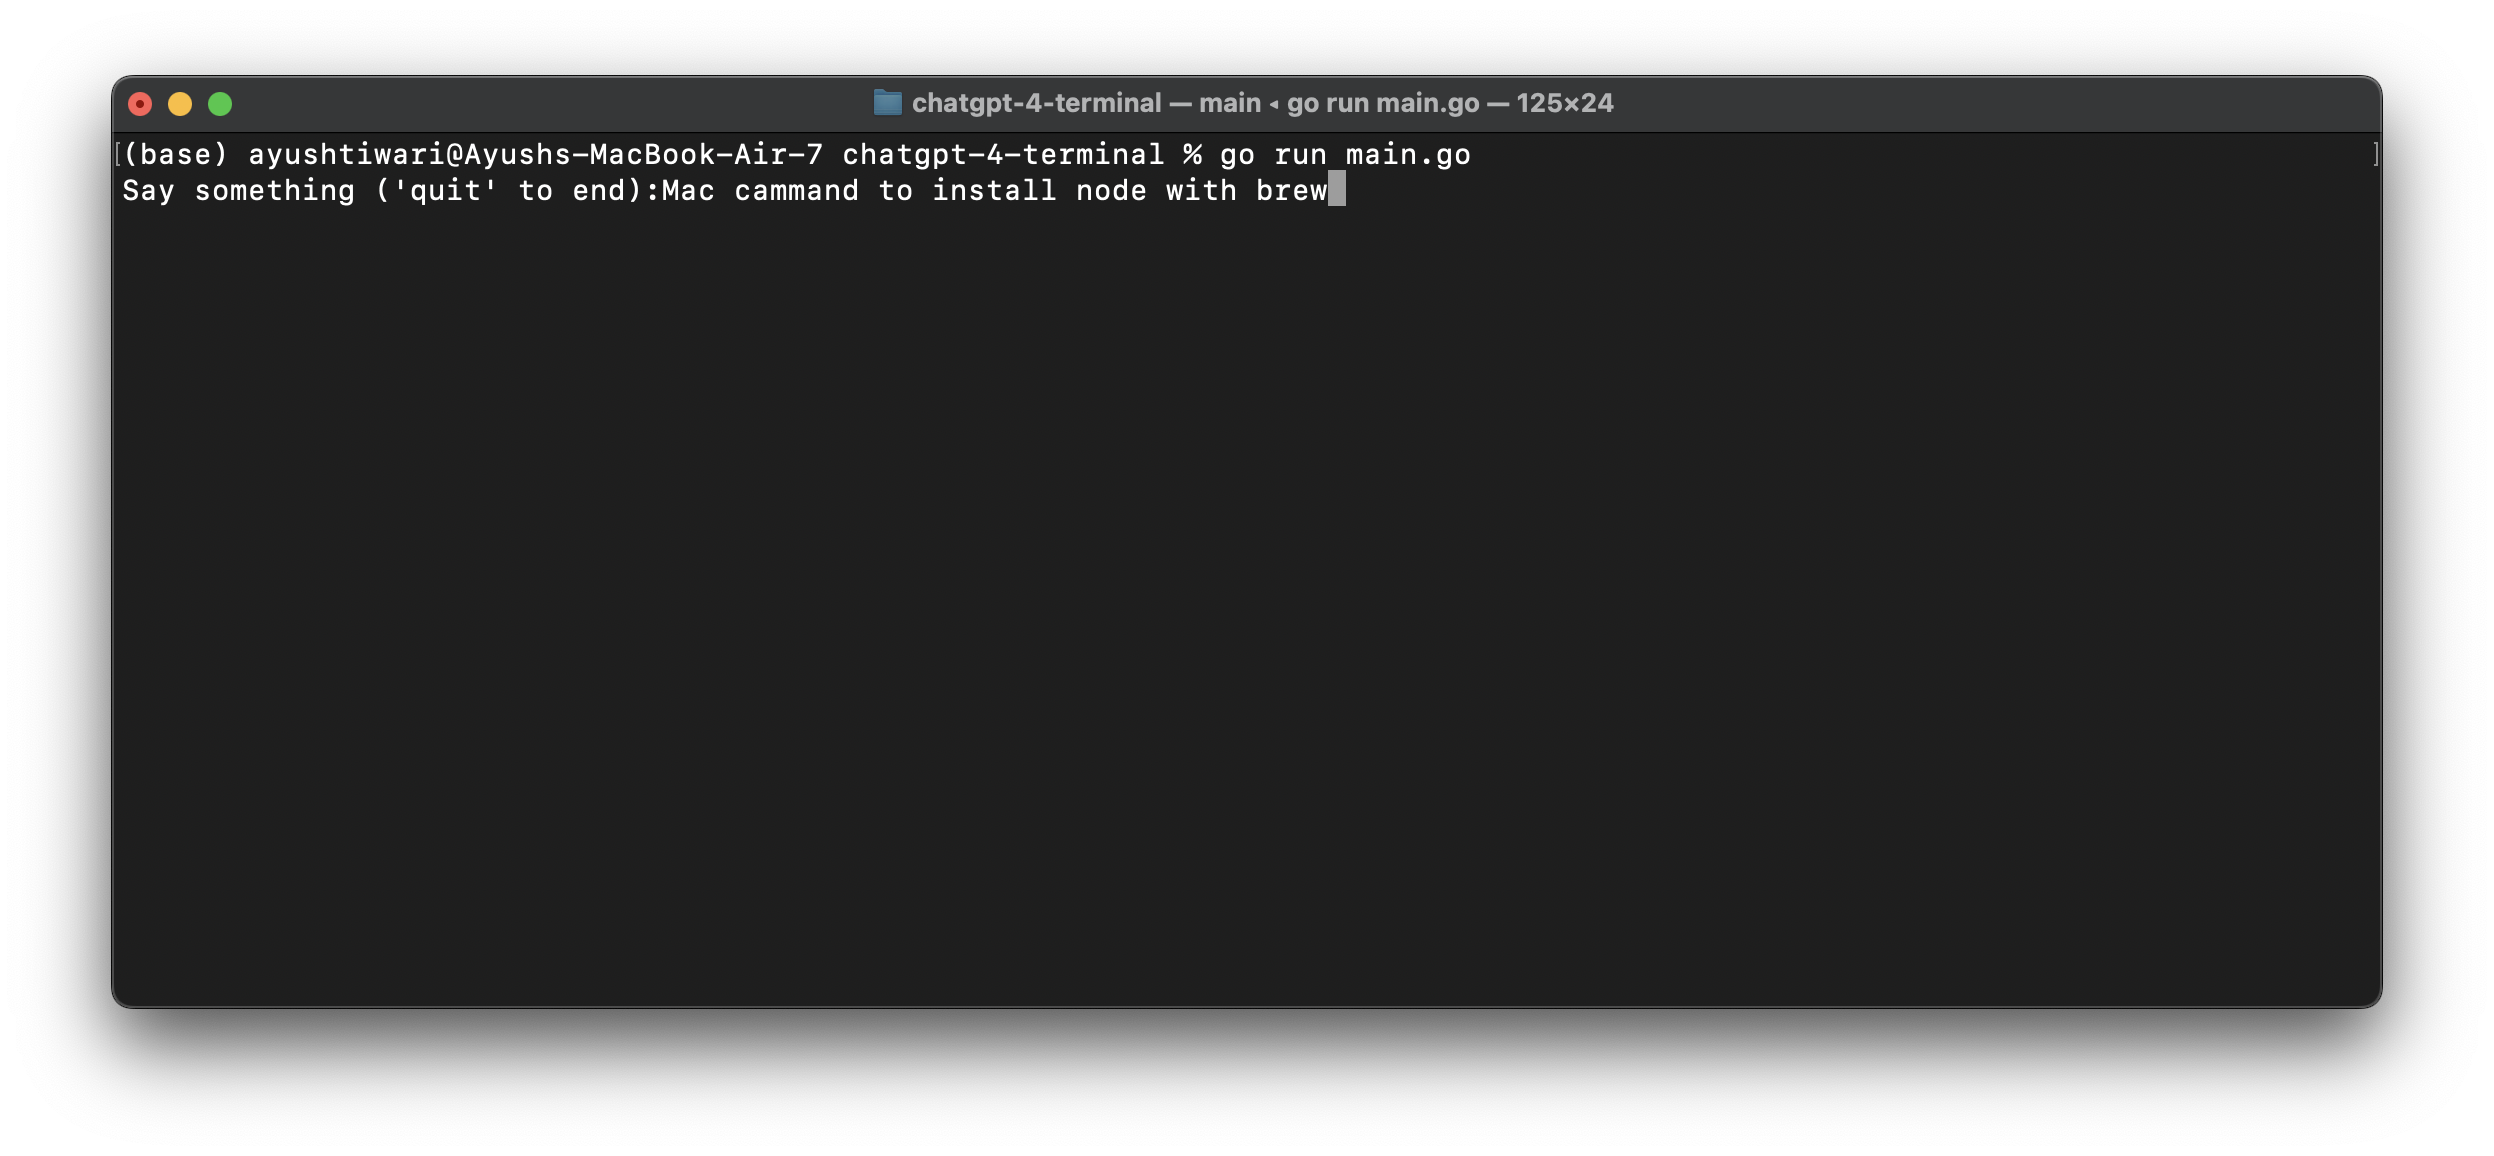 chatgpt-4-terminal — main ◂ go run main.go — 125×24
[(base) ayushtiwari@Ayushs-MacBook-Air-7 chatgpt-4-terminal % go run main.go ]
Say something ('quit' to end):Mac cammand to install node with brew